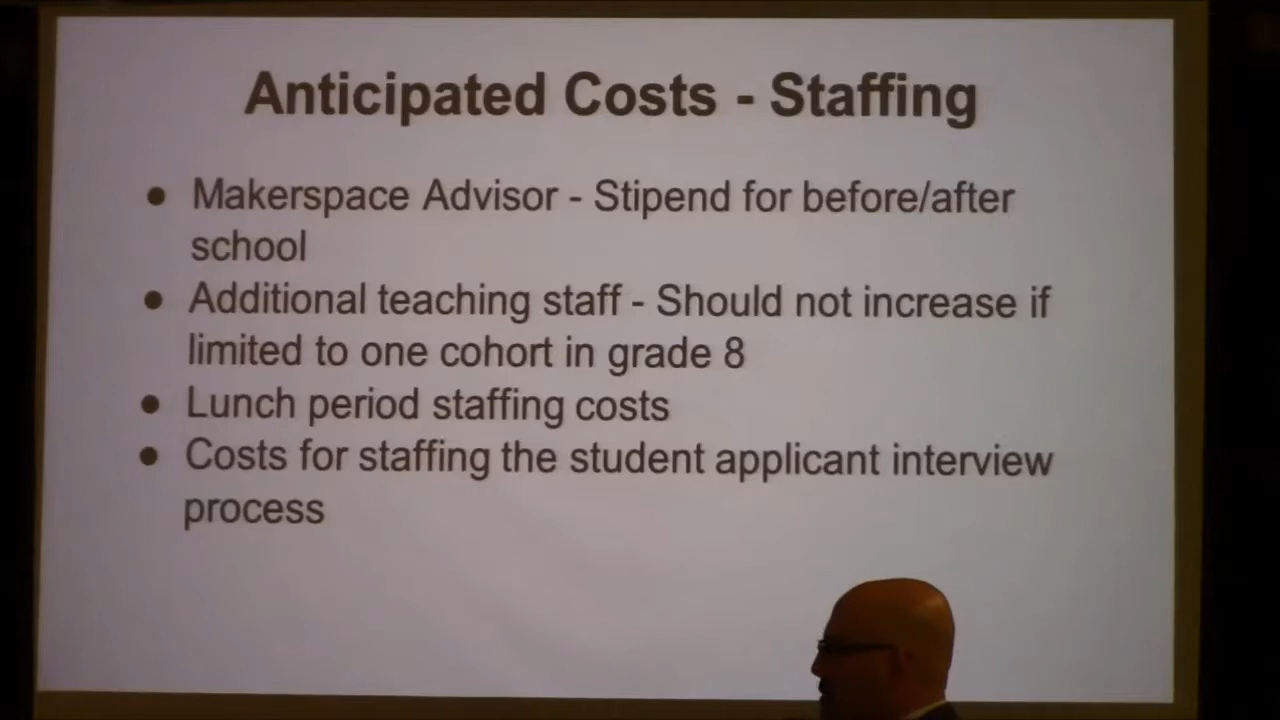 Anticipated Costs - Staffing
● Makerspace Advisor - Stipend for before/after
school
● Additional teaching staff - Should not increase if
limited to one cohort in grade 8
● Lunch period staffing costs
● Costs for staffing the student applicant interview
process